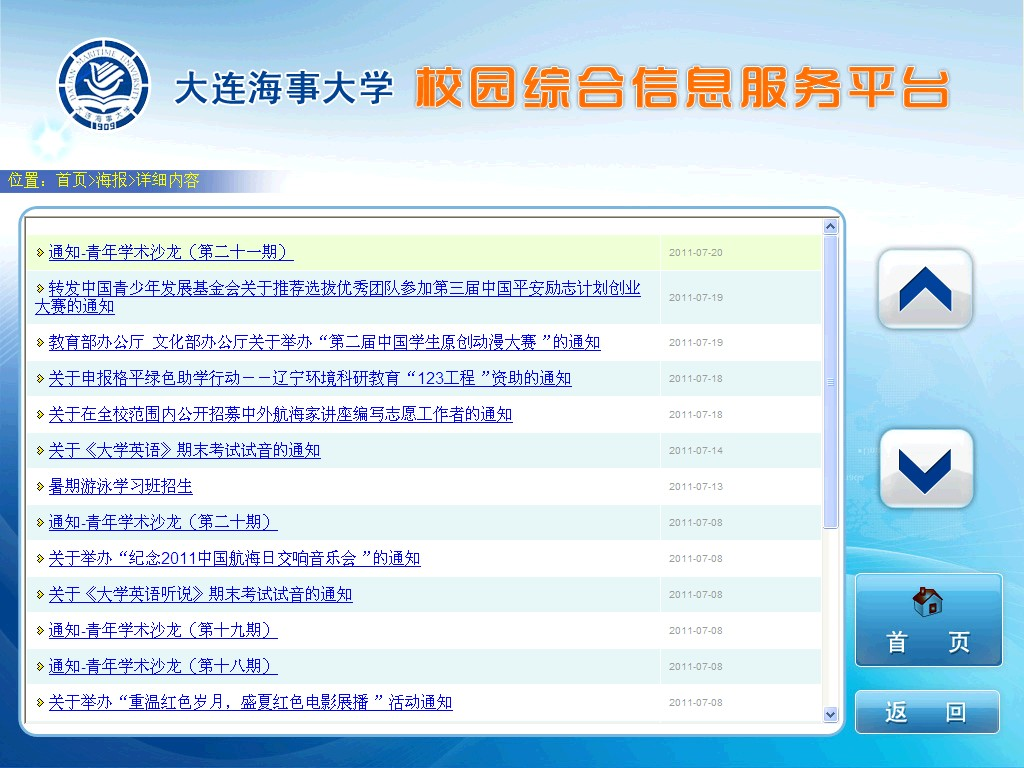 DALIAN MARITIME UNIVERSITY
大连海事大学
1909
大连海事大学 校园综合信息服务平台
位置：首页>海报>详细内容
通知-青年学术沙龙（第二十一期） 2011-07-20
转发中国青少年发展基金会关于推荐选拔优秀团队参加第三届中国平安励志计划创业
大赛的通知 2011-07-19
教育部办公厅 文化部办公厅关于举办“第二届中国学生原创动漫大赛 ”的通知 2011-07-19
关于申报格平绿色助学行动－－辽宁环境科研教育“123工程 ”资助的通知 2011-07-18
关于在全校范围内公开招募中外航海家讲座编写志愿工作者的通知 2011-07-18
关于《大学英语》期末考试试音的通知 2011-07-14
暑期游泳学习班招生 2011-07-13
通知-青年学术沙龙（第二十期） 2011-07-08
关于举办“纪念2011中国航海日交响音乐会 ”的通知 2011-07-08
关于《大学英语听说》期末考试试音的通知 2011-07-08
通知-青年学术沙龙（第十九期） 2011-07-08
通知-青年学术沙龙（第十八期） 2011-07-08
关于举办“重温红色岁月，盛夏红色电影展播 ”活动通知 2011-07-08
首 页
返 回